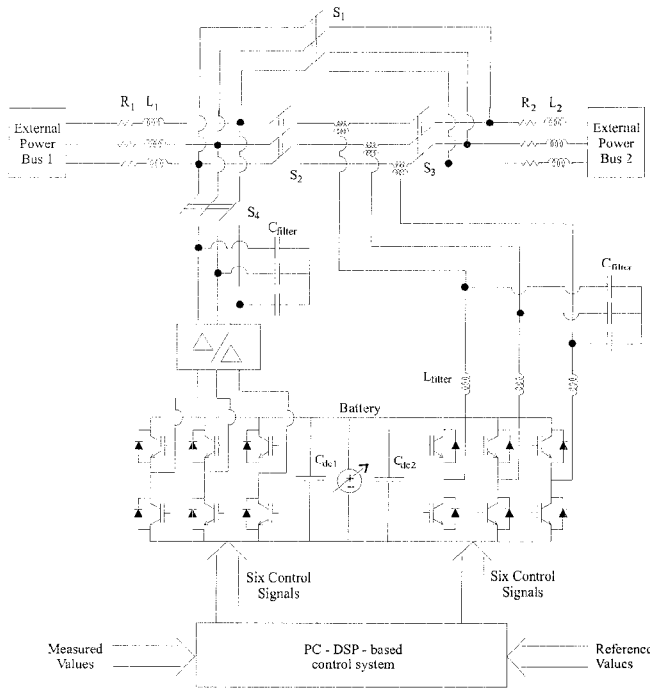 S1
R1 L1
R2 L2
External
Power
Bus 1
External
Power
Bus 2
S2
S3
S4
Cfilter
Cfilter
Lfilter
Battery
Cdc1
Cdc2
Six Control
Signals
Six Control
Signals
Measured
Values
PC - DSP - based
control system
Reference
Values